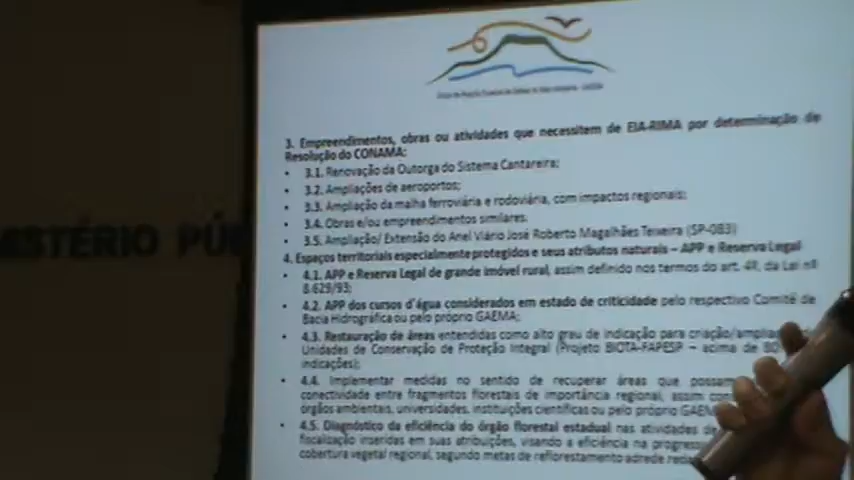 3. Empreendimentos, obras ou atividades que necessitem de EIA-RIMA por determinação de
Resolução do CONAMA:
• 3.1. Renovação da Outorga do Sistema Cantareira;
• 3.2. Ampliações de aeroportos;
• 3.3. Ampliação da malha ferroviária e rodoviária, com impactos regionais;
• 3.4. Obras e/ou empreendimentos similares.
• 3.5. Ampliação/ Extensão do Anel Viário José Roberto Magalhães Teixeira (SP-083)
4. Espaços territoriais especialmente protegidos e seus atributos naturais – APP e Reserva Legal
• 4.1. APP e Reserva Legal de grande imóvel rural, assim definido nos termos do art. 4º, da Lei nº
8.629/93;
• 4.2. APP dos cursos d'água considerados em estado de criticidade pelo respectivo Comitê de
Bacia Hidrográfica ou pelo próprio GAEMA;
• 4.3. Restauração de áreas entendidas como alto grau de indicação para criação/
Unidades de Conservação de Proteção Integral (Projeto BIOTA-FAPESP – acima de
indicações);
• 4.4. Implementar medidas no sentido de recuperar áreas que
conectividade entre fragmentos florestais de importância regional, assim
órgãos ambientais, universidades, instituições científicas ou pelo próprio
• 4.5. Diagnóstico da eficiência do órgão florestal estadual nas atividades de
fiscalização inseridas em suas atribuições, visando a eficiência na
cobertura vegetal regional, segundo metas de reflorestamento adrede
ISTÉRIO PÚ